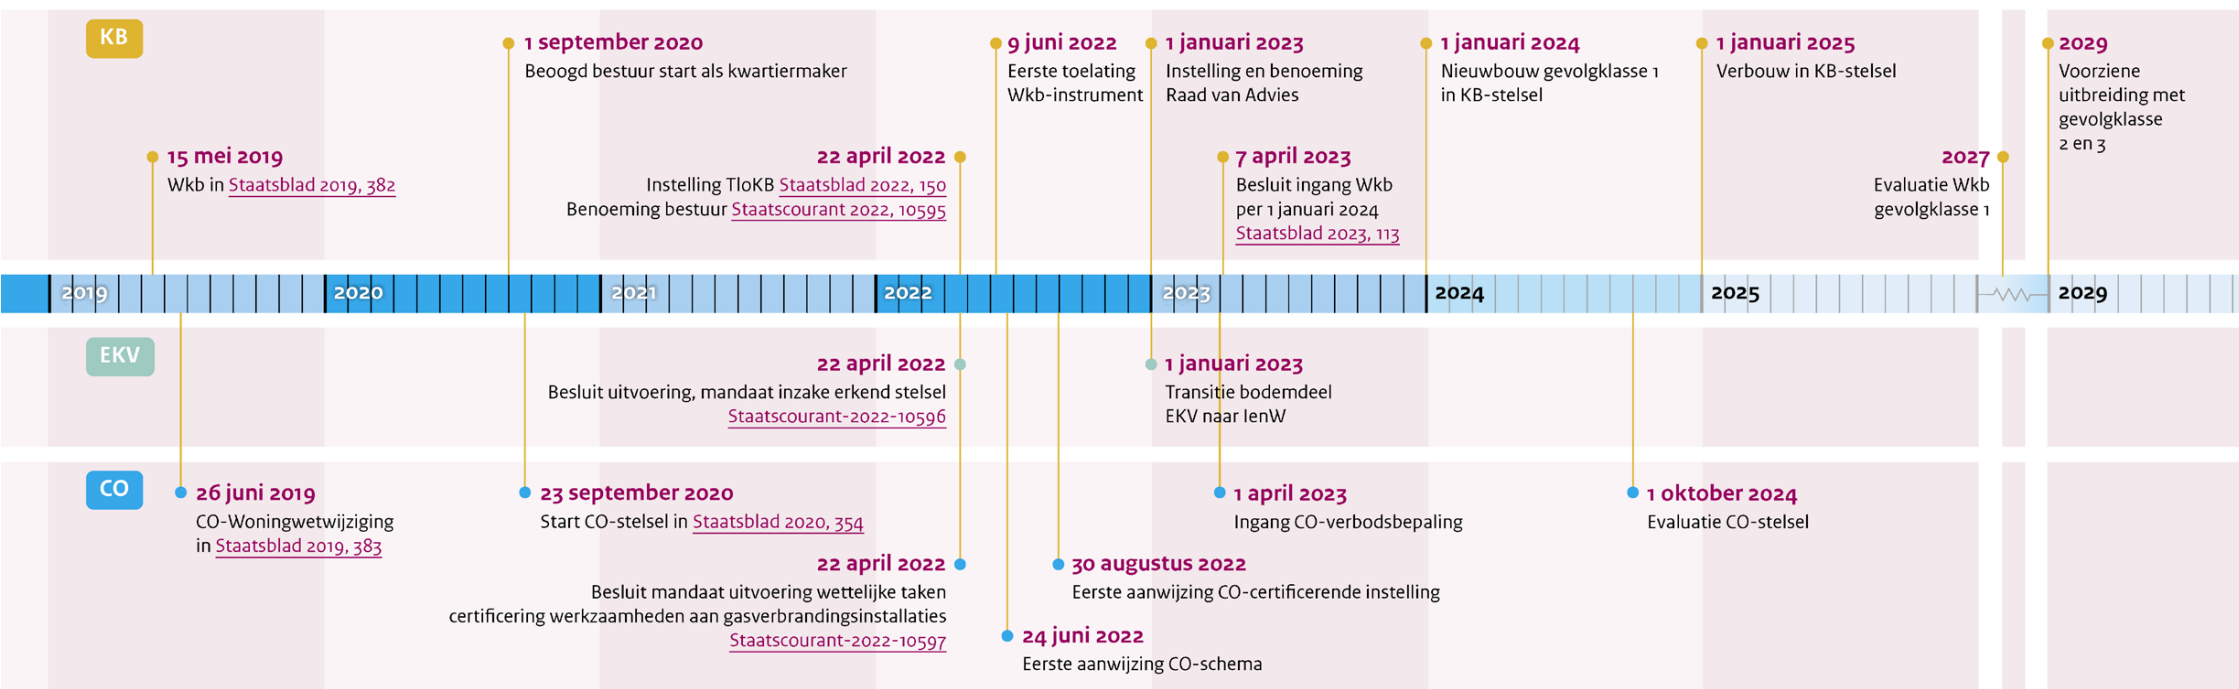 KB
1 september 2020
Beoogd bestuur start als kwartiermaker
9 juni 2022
Eerste toelating
Wkb-instrument
1 januari 2023
Instelling en benoeming
Raad van Advies
1 januari 2024
Nieuwbouw gevolgklasse 1
in KB-stelsel
1 januari 2025
Verbouw in KB-stelsel
2029
Voorziene
uitbreiding met
gevolgklasse
2 en 3
15 mei 2019
Wkb in Staatsblad 2019, 382
22 april 2022
Instelling TloKB Staatsblad 2022, 150
Benoeming bestuur Staatscourant 2022, 10595
7 april 2023
Besluit ingang Wkb
per 1 januari 2024
Staatsblad 2023, 113
2027
Evaluatie Wkb
gevolgklasse 1
2019
2020
2021
2022
2023
2024
2025
2029
EKV
22 april 2022
Besluit uitvoering, mandaat inzake erkend stelsel
Staatscourant-2022-10596
1 januari 2023
Transitie bodemdeel
EKV naar IenW
CO
26 juni 2019
CO-Woningwetwijziging
in Staatsblad 2019, 383
23 september 2020
Start CO-stelsel in Staatsblad 2020, 354
1 april 2023
Ingang CO-verbodsbepaling
1 oktober 2024
Evaluatie CO-stelsel
22 april 2022
Besluit mandaat uitvoering wettelijke taken
certificering werkzaamheden aan gasverbrandingsinstallaties
Staatscourant-2022-10597
30 augustus 2022
Eerste aanwijzing CO-certificerende instelling
24 juni 2022
Eerste aanwijzing CO-schema